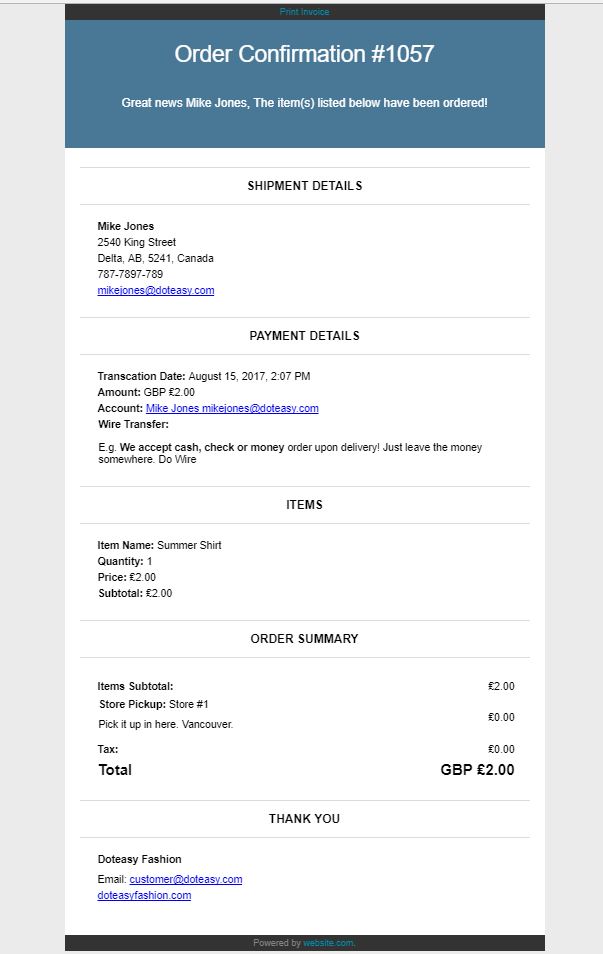 Print Invoice
Order Confirmation #1057
Great news Mike Jones, The item(s) listed below have been ordered!
SHIPMENT DETAILS
Mike Jones
2540 King Street
Delta, AB, 5241, Canada
787-7897-789
mikejones@doteasy.com
PAYMENT DETAILS
Transcation Date: August 15, 2017, 2:07 PM
Amount: GBP £2.00
Account: Mike Jones mikejones@doteasy.com
Wire Transfer:
E.g. We accept cash, check or money order upon delivery! Just leave the money
somewhere. Do Wire
ITEMS
Item Name: Summer Shirt
Quantity: 1
Price: £2.00
Subtotal: £2.00
ORDER SUMMARY
Items Subtotal: £2.00
Store Pickup: Store #1
£0.00
Pick it up in here. Vancouver.
Tax: £0.00
Total GBP £2.00
THANK YOU
Doteasy Fashion
Email: customer@doteasy.com
doteasyfashion.com
Powered by website.com.